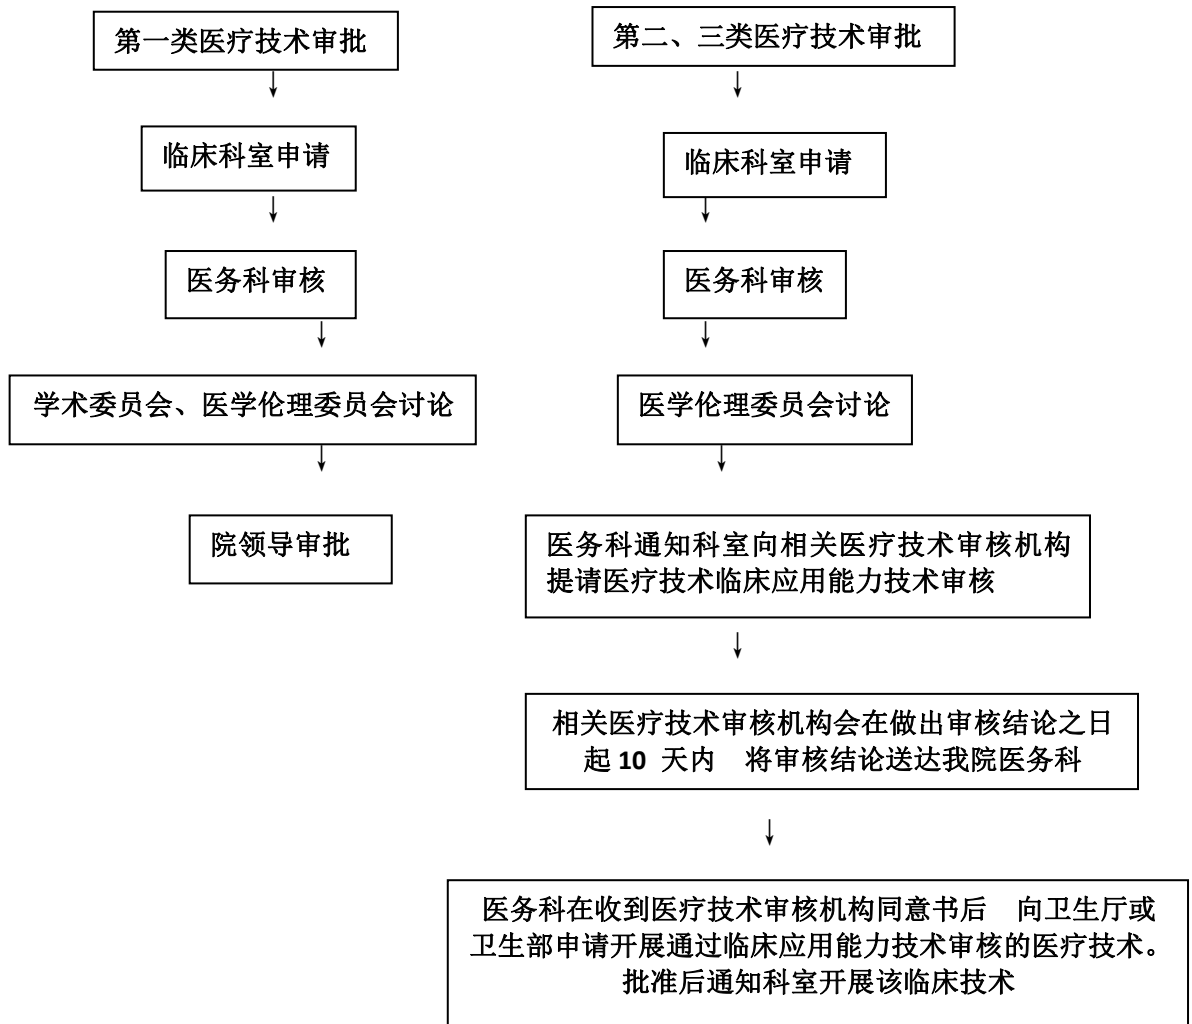 第一类医疗技术审批
临床科室申请
医务科审核
学术委员会、医学伦理委员会讨论
院领导审批
第二、三类医疗技术审批
临床科室申请
医务科审核
医学伦理委员会讨论
医务科通知科室向相关医疗技术审核机构
提请医疗技术临床应用能力技术审核
相关医疗技术审核机构会在做出审核结论之日
起 10 天内 将审核结论送达我院医务科
医务科在收到医疗技术审核机构同意书后 向卫生厅或
卫生部申请开展通过临床应用能力技术审核的医疗技术。
批准后通知科室开展该临床技术